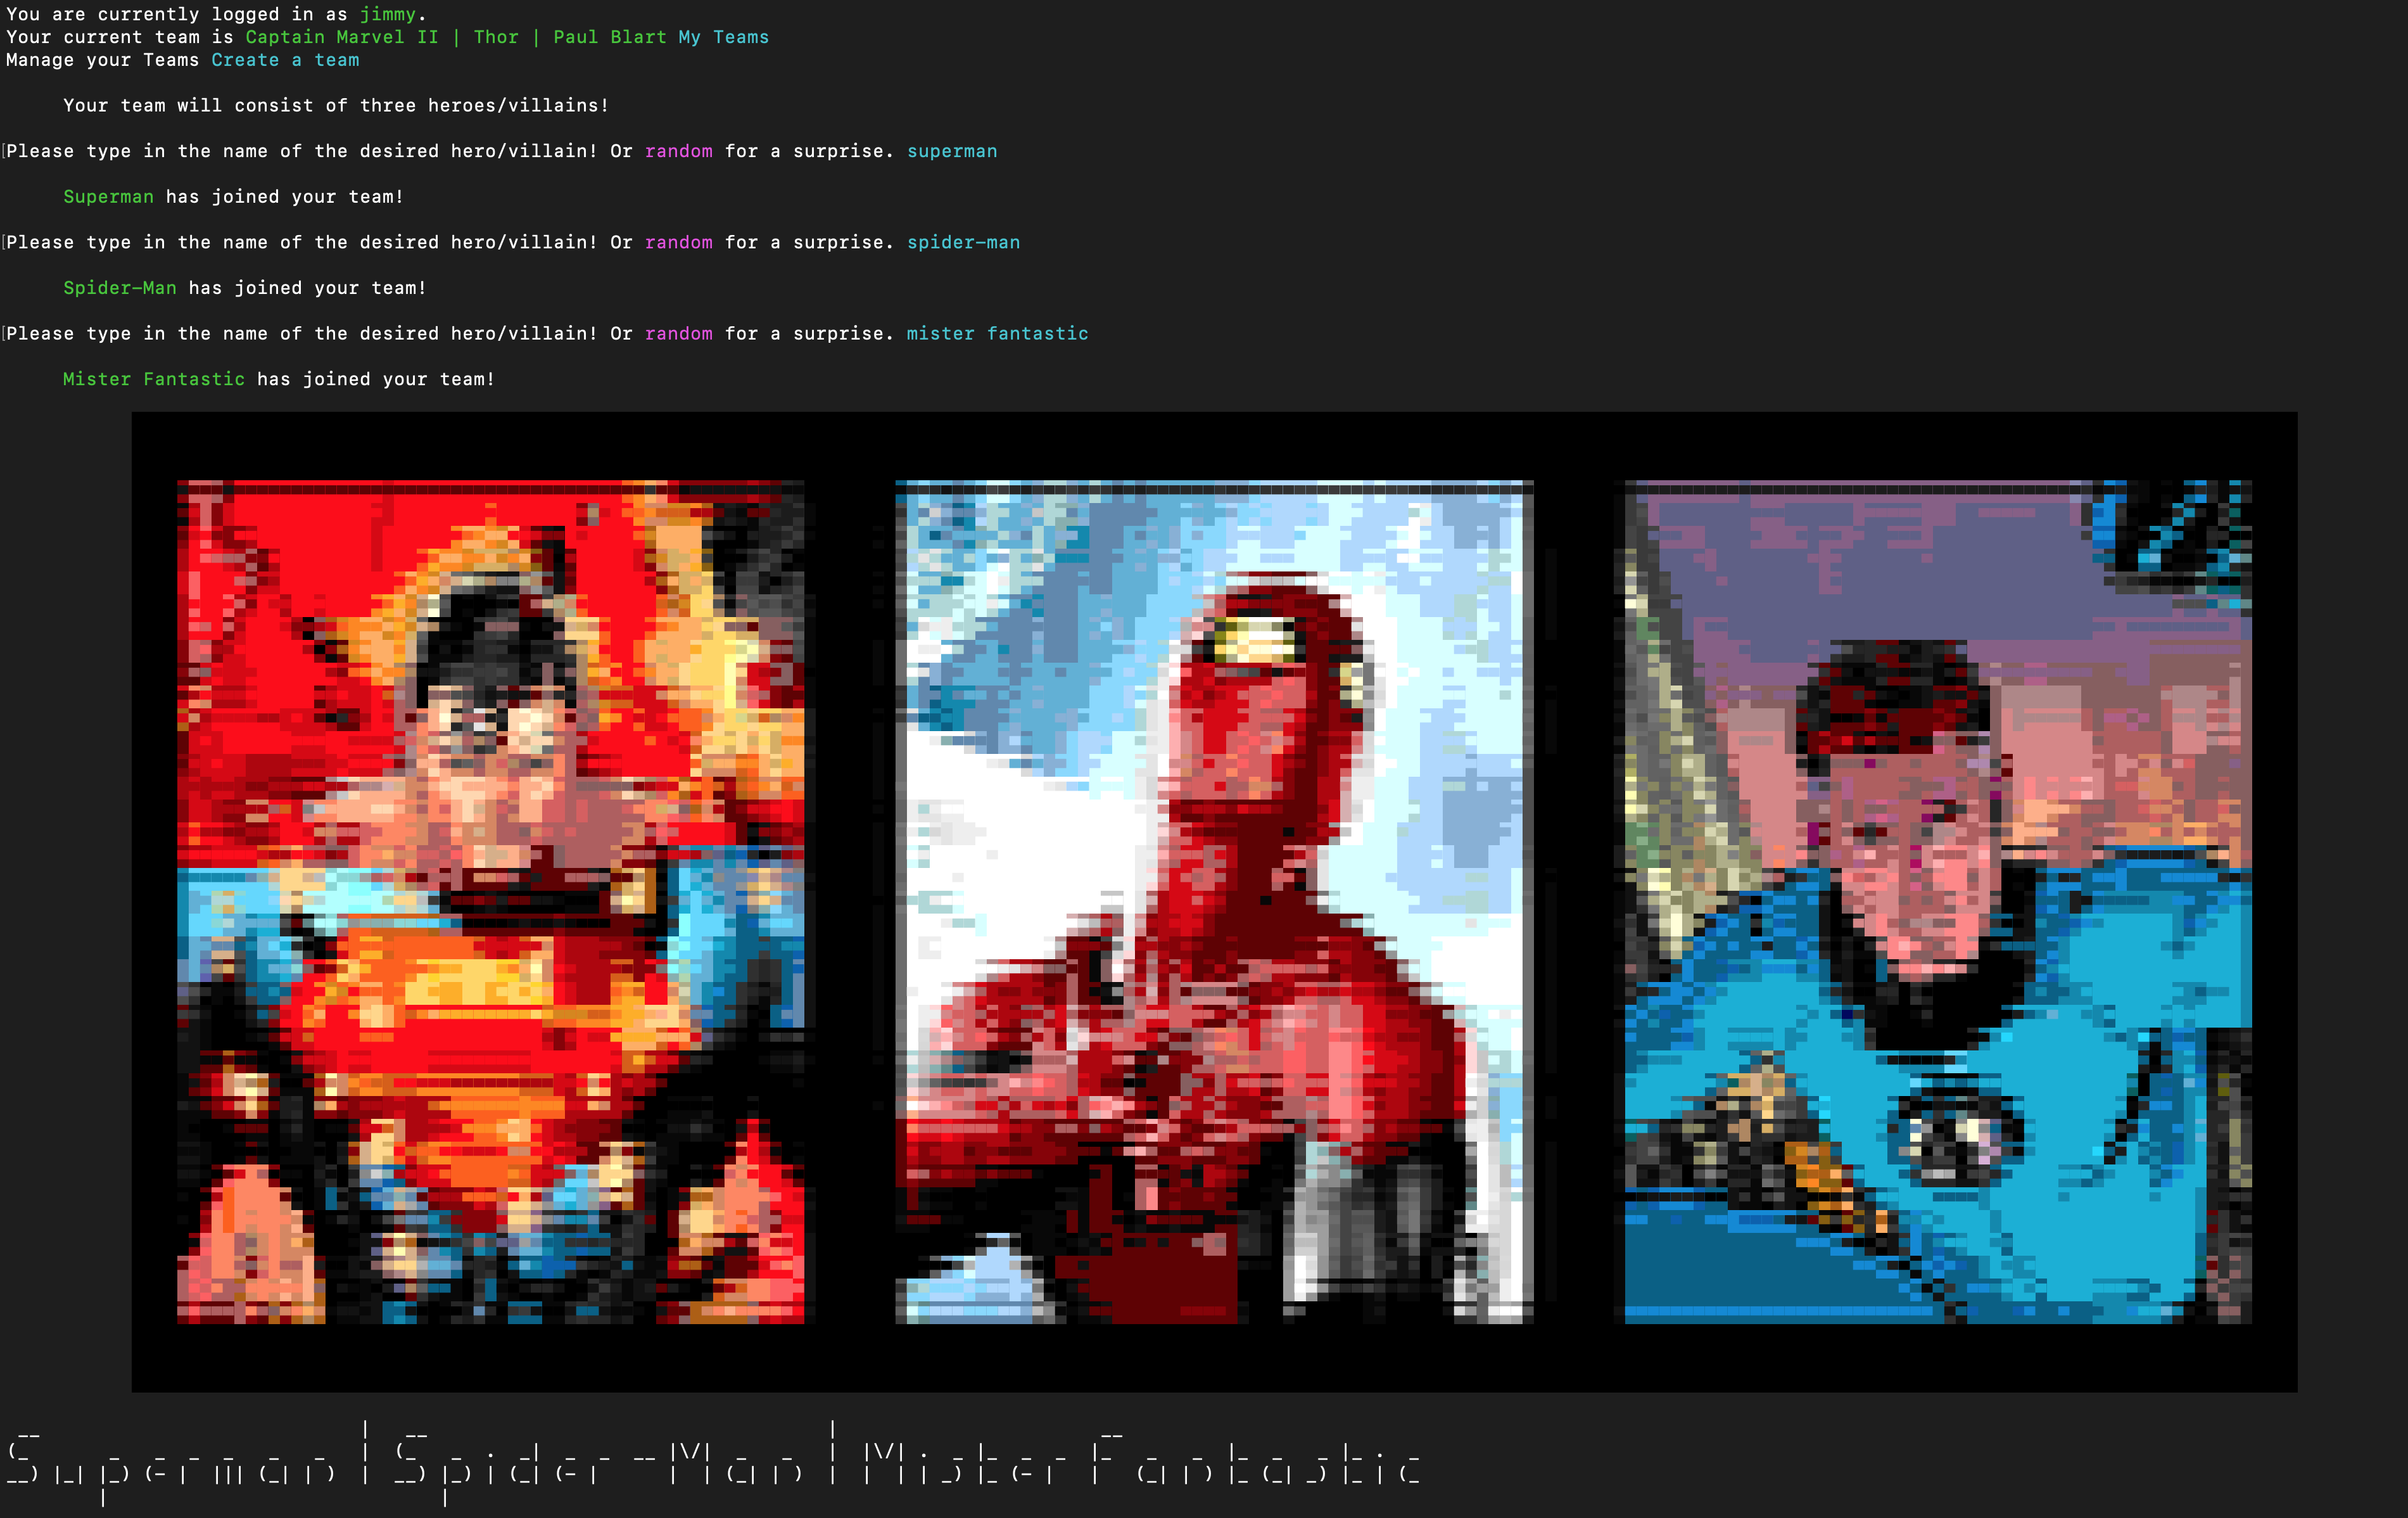 You are currently logged in as jimmy.
Your current team is Captain Marvel II | Thor | Paul Blart My Teams
Manage your Teams Create a team
Your team will consist of three heroes/villains!
Please type in the name of the desired hero/villain! Or random for a surprise. superman
Superman has joined your team!
Please type in the name of the desired hero/villain! Or random for a surprise. spider-man
Spider-Man has joined your team!
Please type in the name of the desired hero/villain! Or random for a surprise. mister fantastic
Mister Fantastic has joined your team!
Superman | Spider-Man | Mister Fantastic